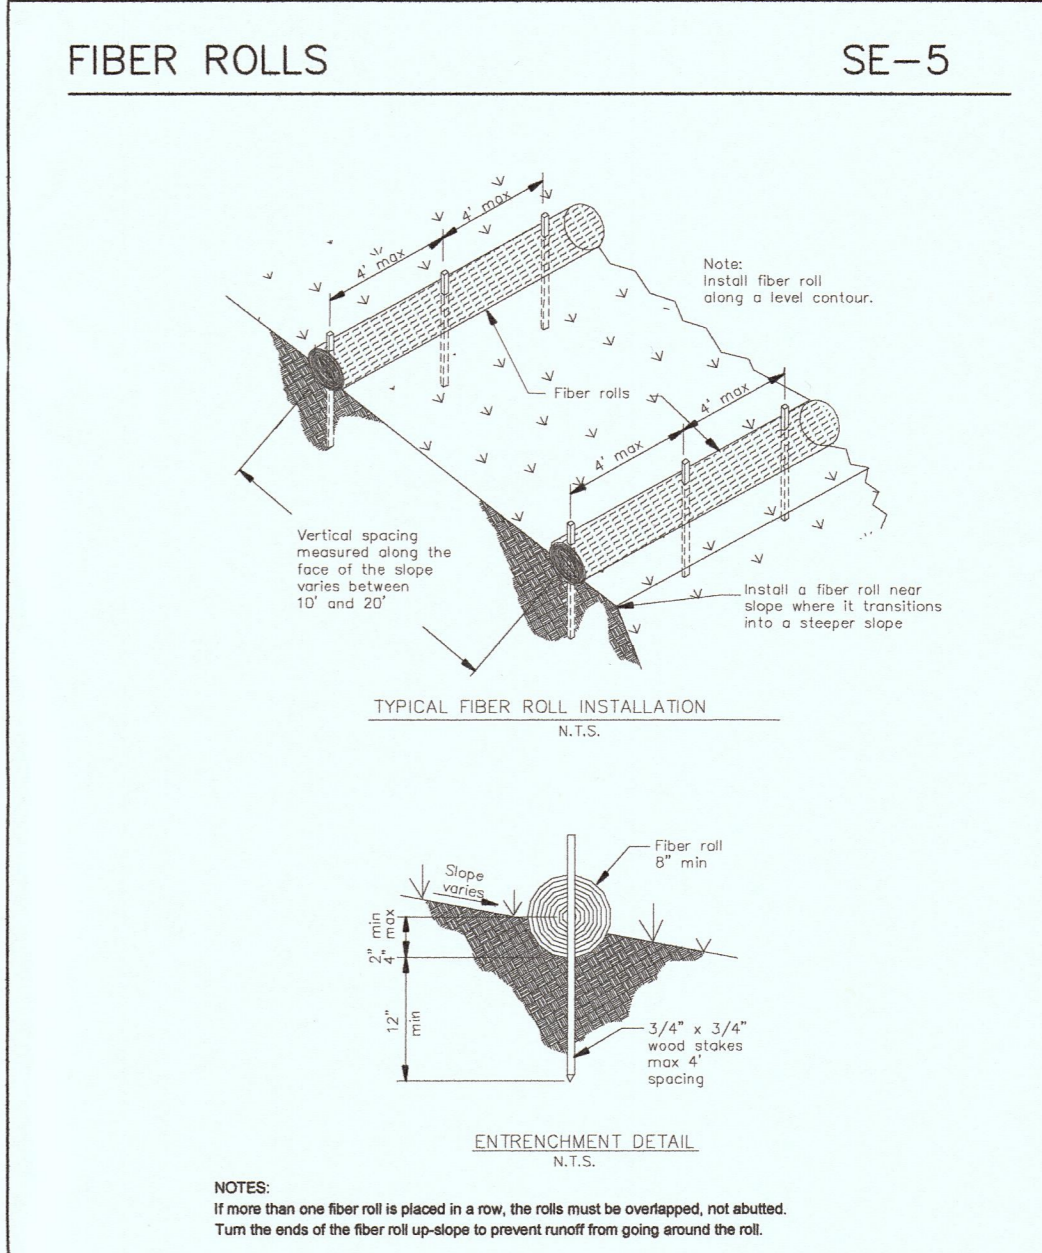 FIBER ROLLS
SE-5
4' max
4' max
Note:
Install fiber roll
along a level contour.
Fiber rolls
4' max
4' max
Vertical spacing
measured along the
face of the slope
varies between
10' and 20'
Install a fiber roll near
slope where it transitions
into a steeper slope
TYPICAL FIBER ROLL INSTALLATION
N.T.S.
Fiber roll
8" min
Slope
varies
2" min
4" max
12"
min
3/4" x 3/4"
wood stakes
max 4'
spacing
ENTRENCHMENT DETAIL
N.T.S.
NOTES:
If more than one fiber roll is placed in a row, the rolls must be overlapped, not abutted.
Turn the ends of the fiber roll up-slope to prevent runoff from going around the roll.